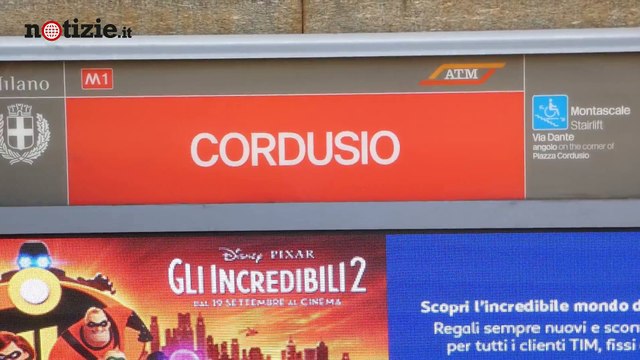 notizie.it
Milano
M1
ATM
CORDUSIO
Montascale
Stairlift
Via Dante
angolo on the corner of
Piazza Cordusio
Disney PIXAR
GLI INCREDIBILI 2
DAL 19 SETTEMBRE AL CINEMA
Scopri l'incredibile mondo d
Regali sempre nuovi e scon
per tutti i clienti TIM, fissi